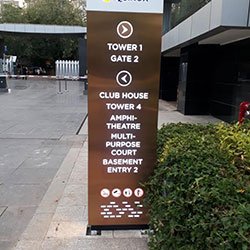 TOWER 1
GATE 2
CLUB HOUSE
TOWER 4
AMPHI-
THEATRE
MULTI-
PURPOSE
COURT
BASEMENT
ENTRY 2